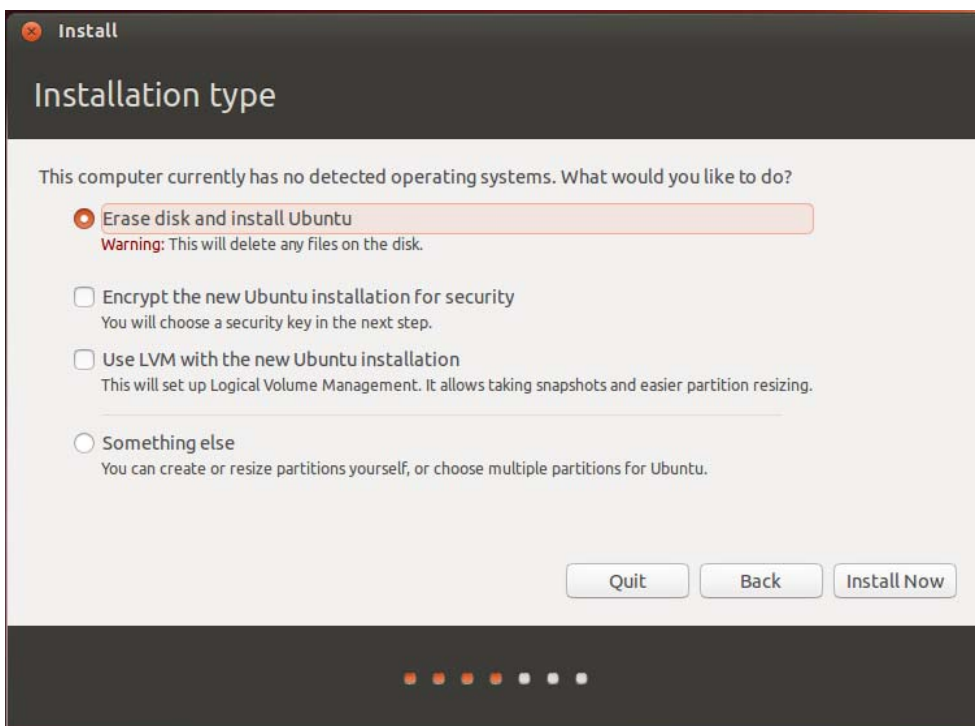 Install
Installation type
This computer currently has no detected operating systems. What would you like to do?
Erase disk and install Ubuntu
Warning: This will delete any files on the disk.
Encrypt the new Ubuntu installation for security
You will choose a security key in the next step.
Use LVM with the new Ubuntu installation
This will set up Logical Volume Management. It allows taking snapshots and easier partition resizing.
Something else
You can create or resize partitions yourself, or choose multiple partitions for Ubuntu.
Quit Back Install Now